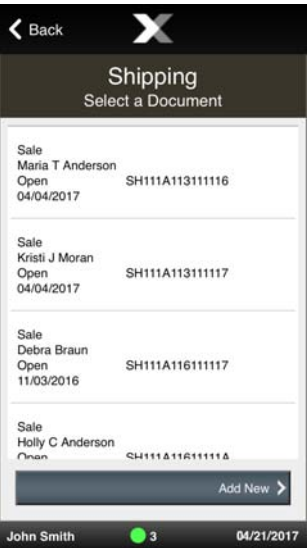 Back
Shipping
Select a Document
Sale
Maria T Anderson
Open SH111A113111116
04/04/2017
Sale
Kristi J Moran
Open SH111A113111117
04/04/2017
Sale
Debra Braun
Open SH111A116111117
11/03/2016
Sale
Holly C Anderson
Open SH111A11611111A
Add New
John Smith 3 04/21/2017